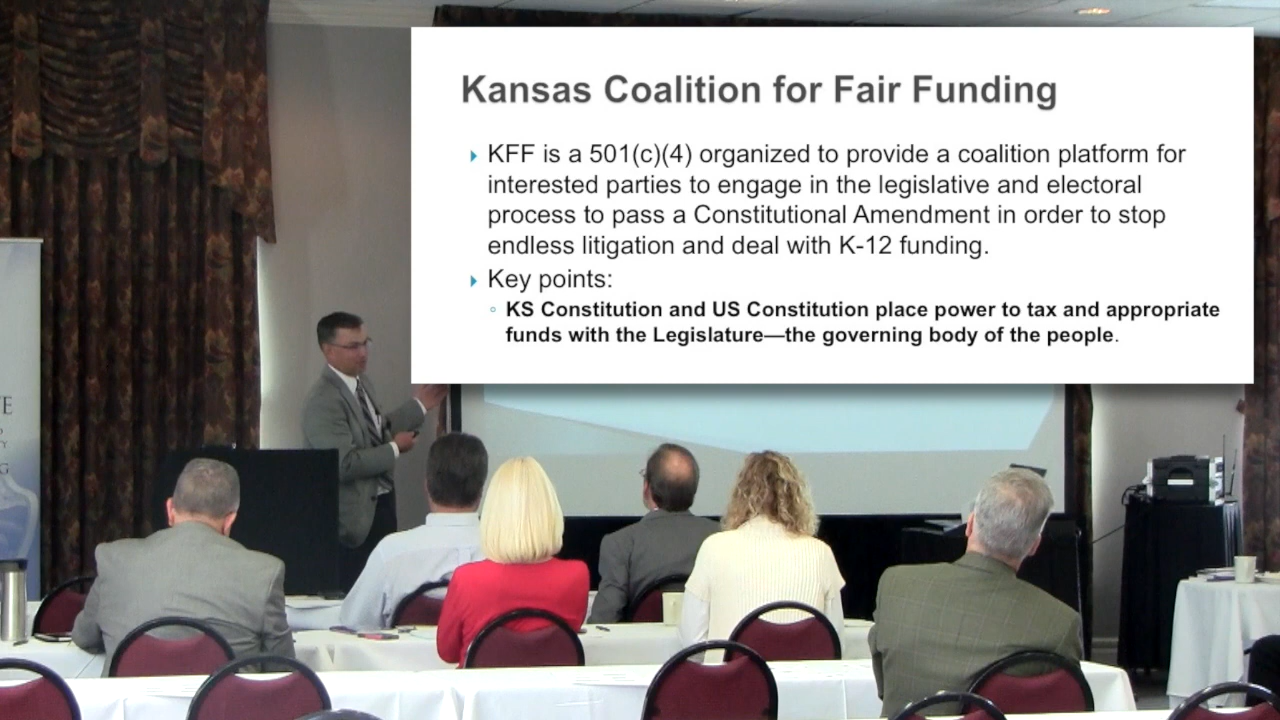 Kansas Coalition for Fair Funding
KFF is a 501(c)(4) organized to provide a coalition platform for
interested parties to engage in the legislative and electoral
process to pass a Constitutional Amendment in order to stop
endless litigation and deal with K-12 funding.
Key points:
KS Constitution and US Constitution place power to tax and appropriate
funds with the Legislature—the governing body of the people.